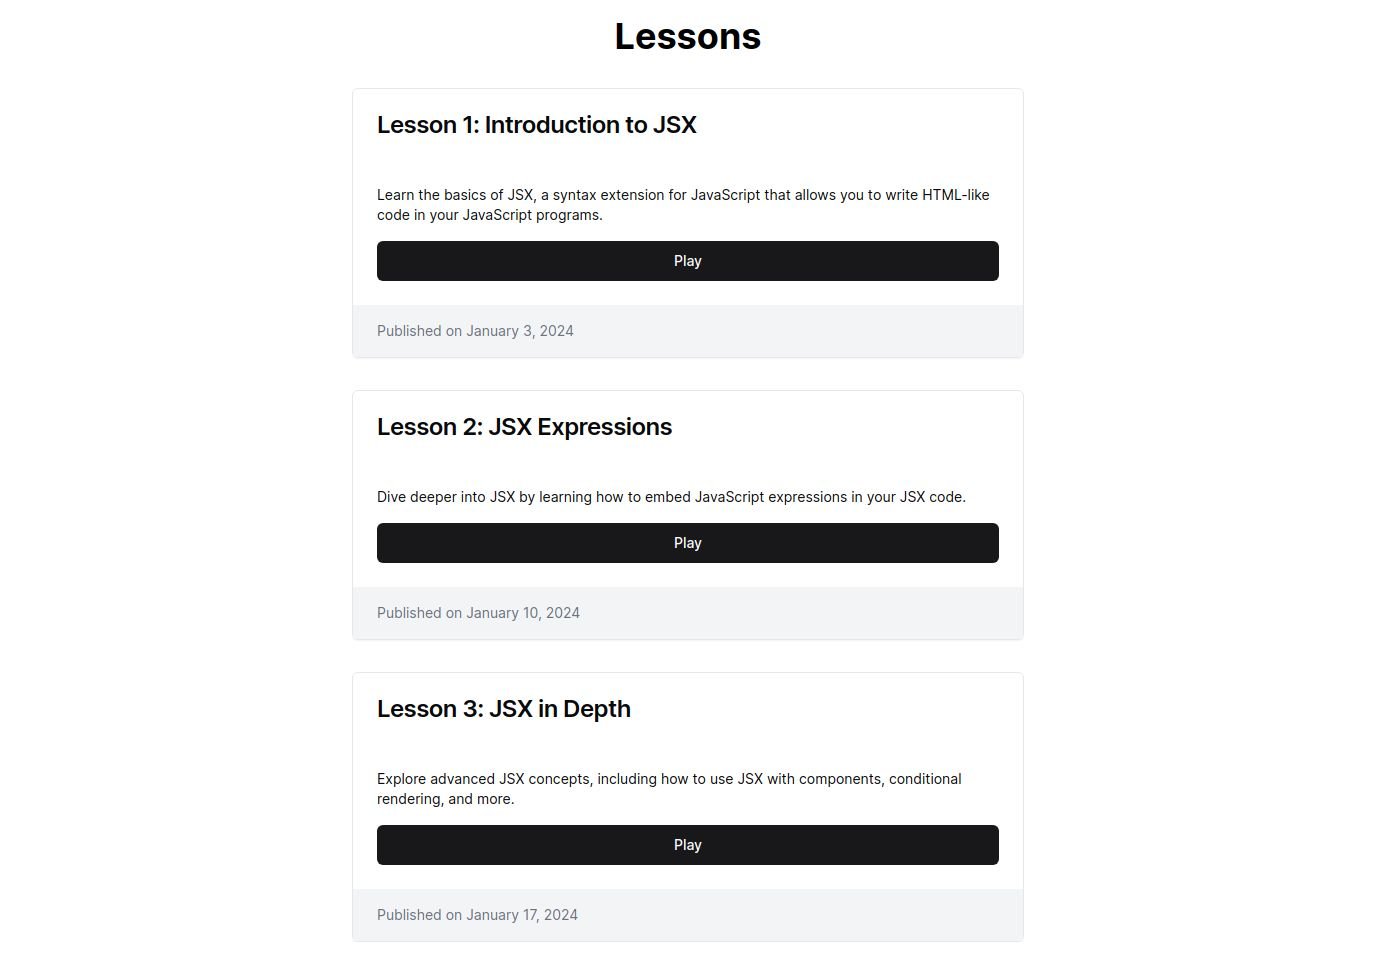 Lessons
Lesson 1: Introduction to JSX
Learn the basics of JSX, a syntax extension for JavaScript that allows you to write HTML-like
code in your JavaScript programs.
Play
Published on January 3, 2024
Lesson 2: JSX Expressions
Dive deeper into JSX by learning how to embed JavaScript expressions in your JSX code.
Play
Published on January 10, 2024
Lesson 3: JSX in Depth
Explore advanced JSX concepts, including how to use JSX with components, conditional
rendering, and more.
Play
Published on January 17, 2024